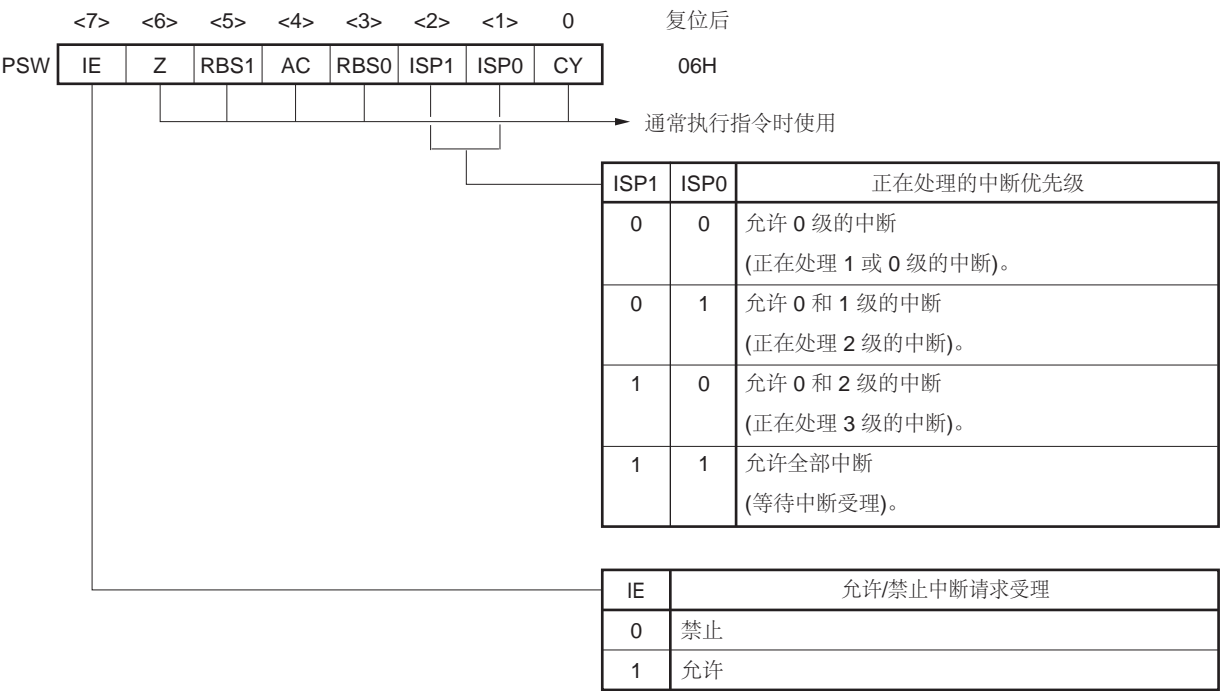 <7> <6> <5> <4> <3> <2> <1> 0 复位后
PSW IE Z RBS1 AC RBS0 ISP1 ISP0 CY 06H
通常执行指令时使用
ISP1 ISP0 正在处理的中断优先级
0 0 允许 0 级的中断
(正在处理 1 或 0 级的中断)。
0 1 允许 0 和 1 级的中断
(正在处理 2 级的中断)。
1 0 允许 0 和 2 级的中断
(正在处理 3 级的中断)。
1 1 允许全部中断
(等待中断受理)。
IE 允许/禁止中断请求受理
0 禁止
1 允许